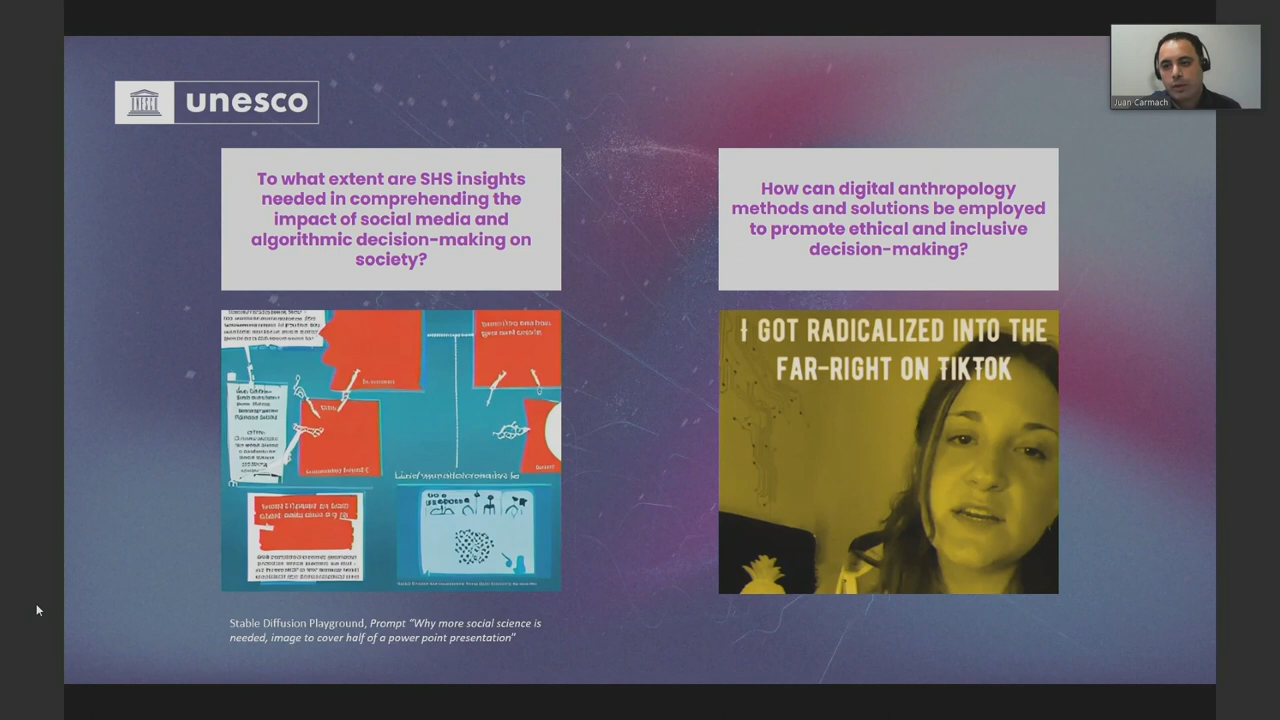 unesco
Juan Carmach
To what extent are SHS insights
needed in comprehending the
impact of social media and
algorithmic decision-making on
society?
How can digital anthropology
methods and solutions be employed
to promote ethical and inclusive
decision-making?
I GOT RADICALIZED INTO THE
FAR-RIGHT ON TIKTOK
Stable Diffusion Playground, Prompt "Why more social science is
needed, image to cover half of a power point presentation"